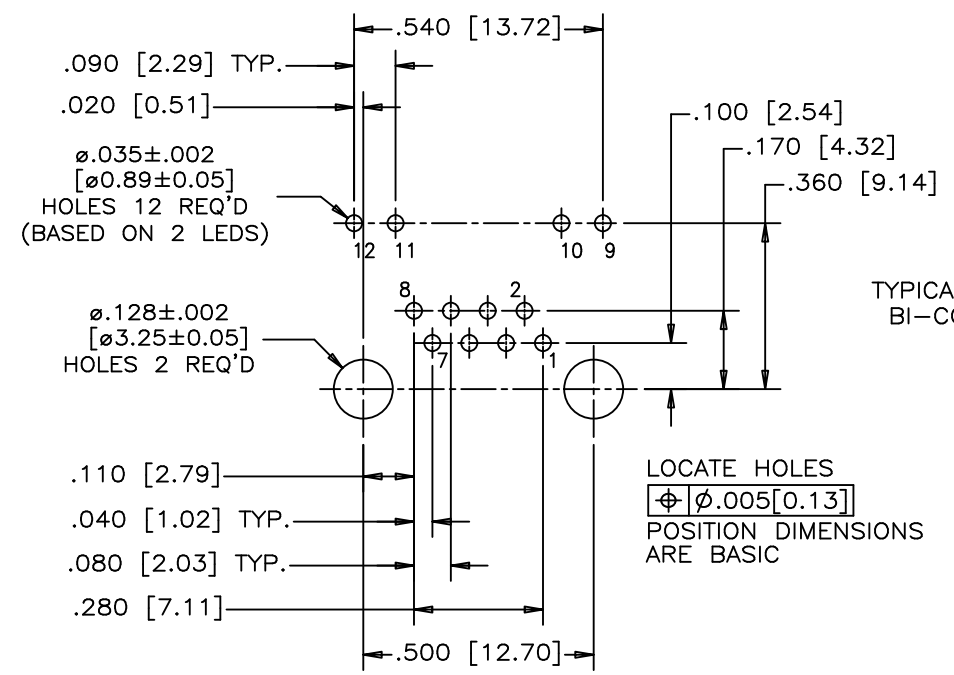 .540 [13.72]
.090 [2.29] TYP.
.020 [0.51]
.100 [2.54]
.170 [4.32]
.360 [9.14]
⌀.035±.002
[⌀0.89±0.05]
HOLES 12 REQ'D
(BASED ON 2 LEDS)
12 11 10 9
8 2
7 1
⌀.128±.002
[⌀3.25±0.05]
HOLES 2 REQ'D
TYPICA
BI-CO
.110 [2.79]
.040 [1.02] TYP.
.080 [2.03] TYP.
.280 [7.11]
.500 [12.70]
LOCATE HOLES
⌖ ⌀.005[0.13]
POSITION DIMENSIONS
ARE BASIC